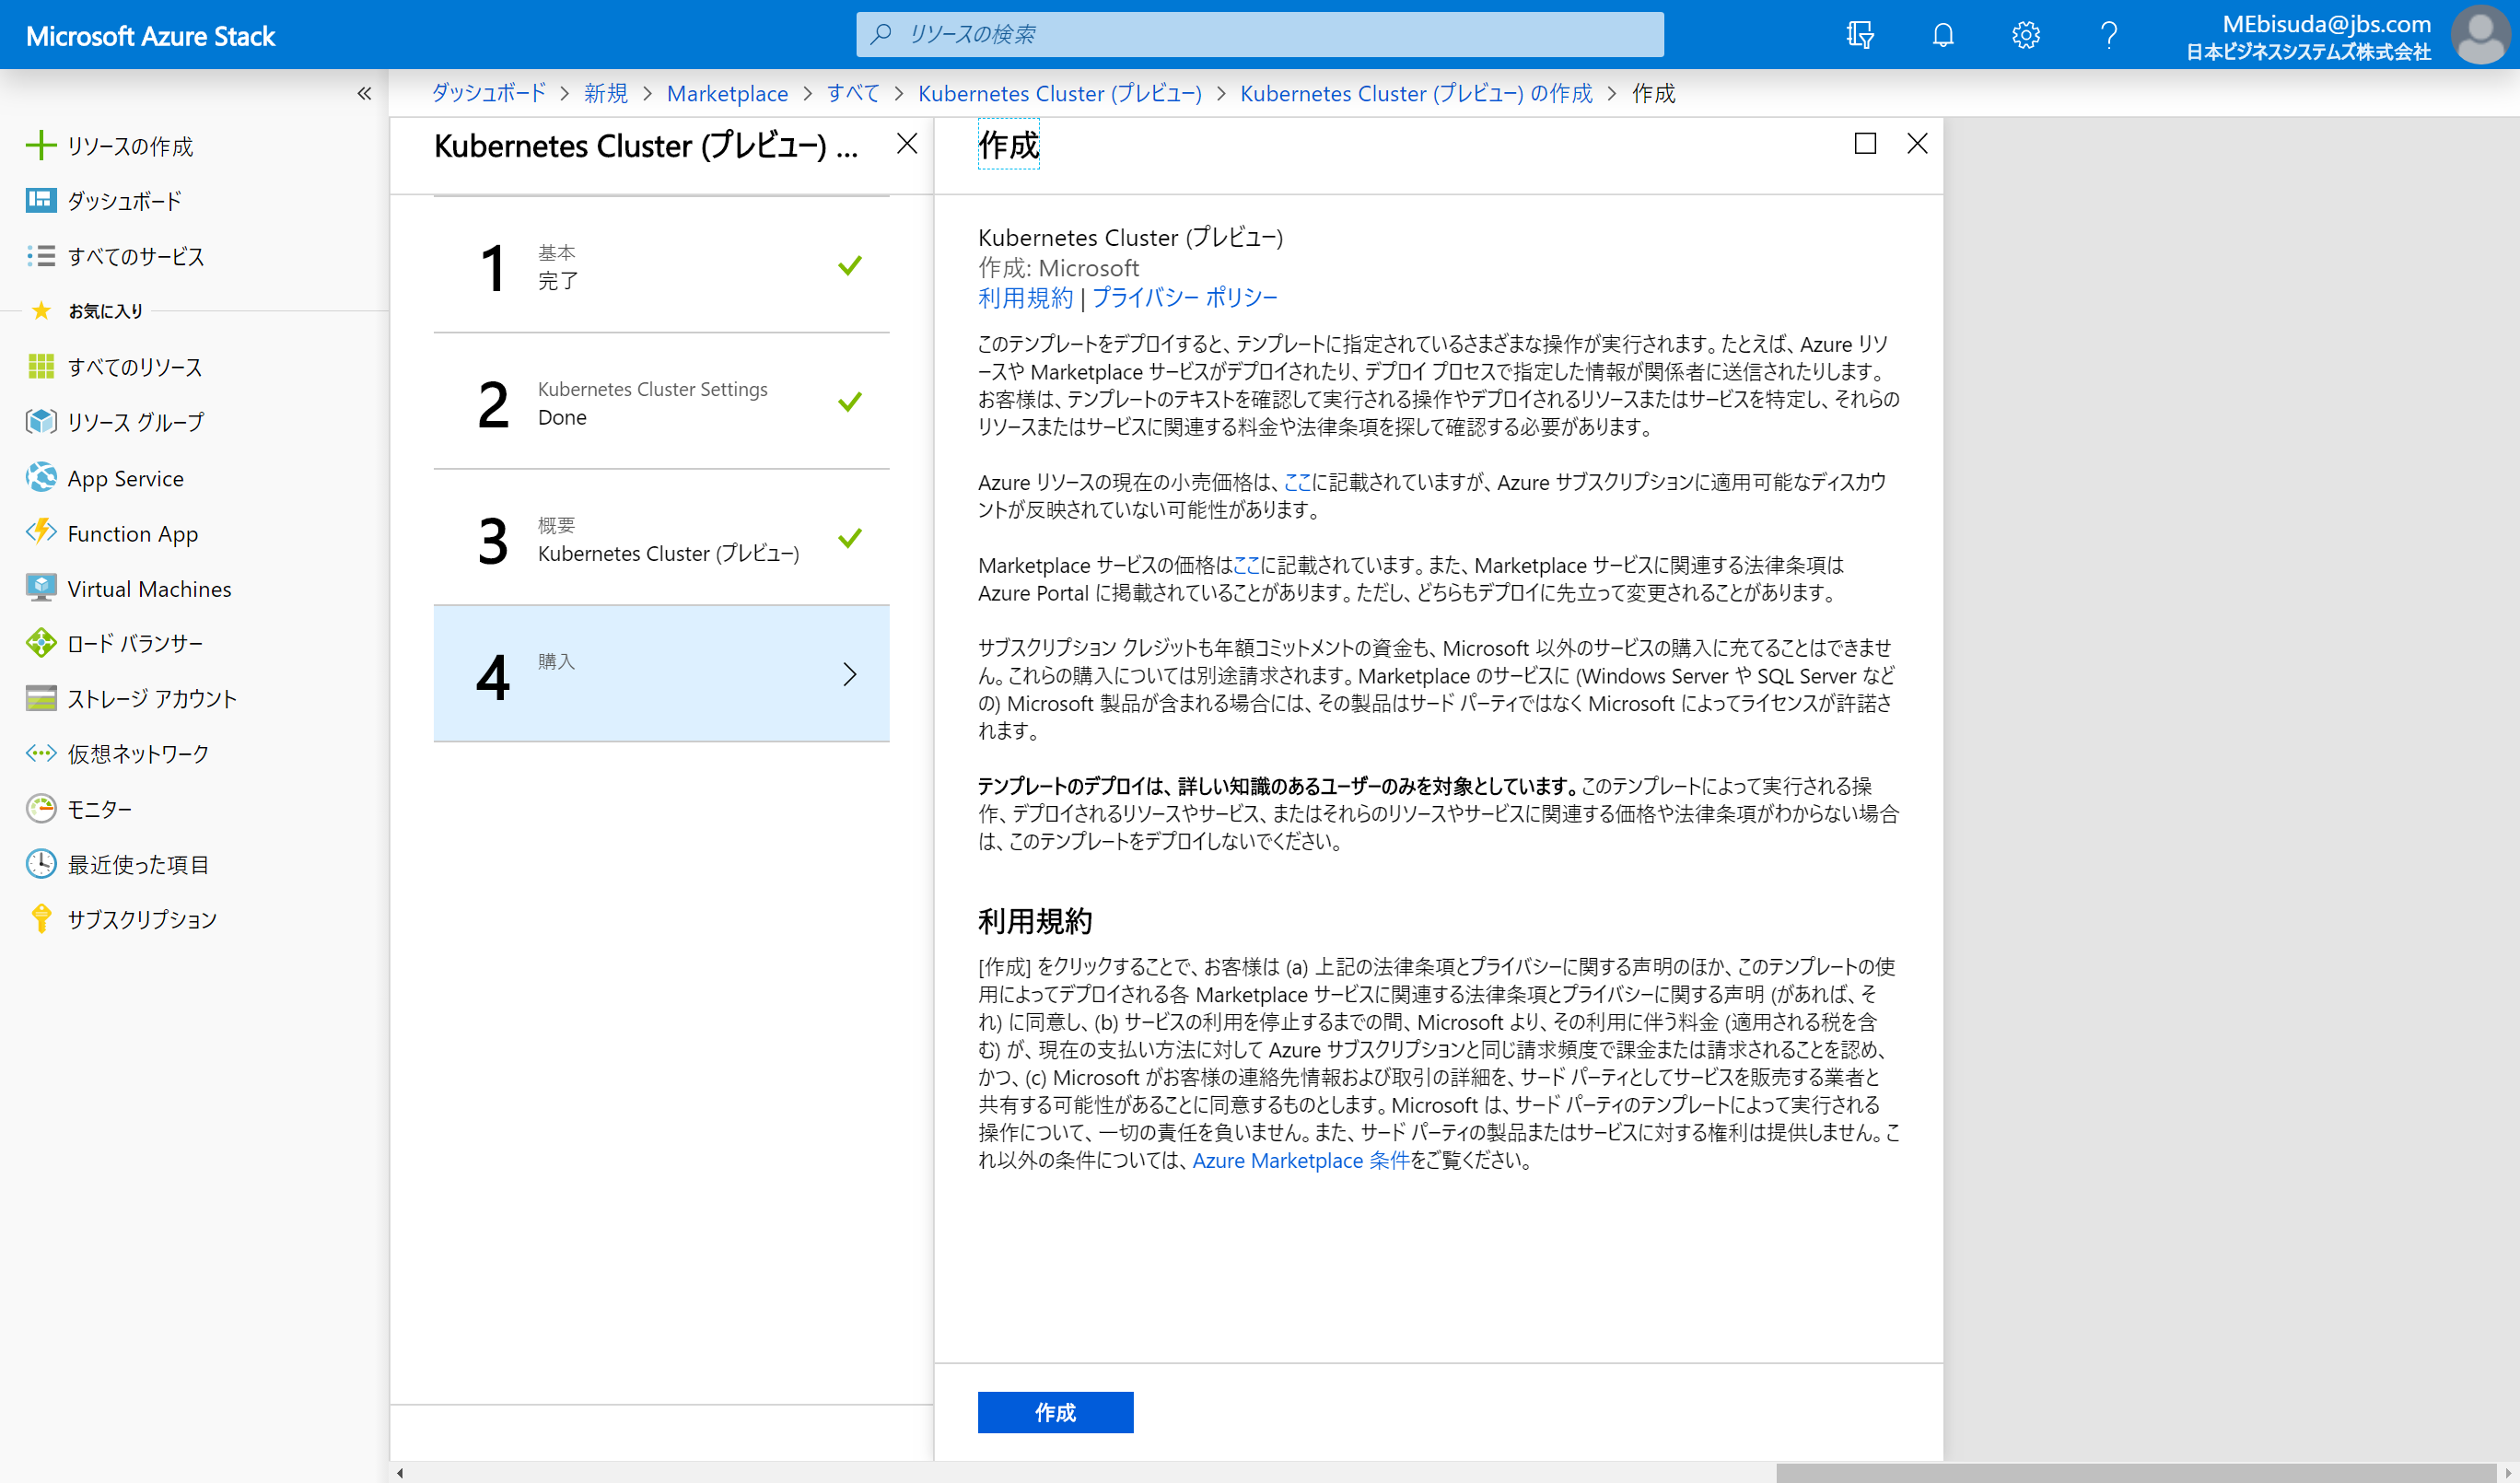 Microsoft Azure Stack
リソースの検索
MEbisuda@jbs.com
日本ビジネスシステムズ株式会社
ダッシュボード > 新規 > Marketplace > すべて > Kubernetes Cluster (プレビュー) > Kubernetes Cluster (プレビュー) の作成 > 作成
リソースの作成
ダッシュボード
すべてのサービス
お気に入り
すべてのリソース
リソース グループ
App Service
Function App
Virtual Machines
ロード バランサー
ストレージ アカウント
仮想ネットワーク
モニター
最近使った項目
サブスクリプション
Kubernetes Cluster (プレビュー) ...
1
基本
完了
2
Kubernetes Cluster Settings
Done
3
概要
Kubernetes Cluster (プレビュー)
4
購入
作成
Kubernetes Cluster (プレビュー)
作成: Microsoft
利用規約 | プライバシー ポリシー
このテンプレートをデプロイすると、テンプレートに指定されているさまざまな操作が実行されます。たとえば、Azure リソ
ースや Marketplace サービスがデプロイされたり、デプロイ プロセスで指定した情報が関係者に送信されたりします。
お客様は、テンプレートのテキストを確認して実行される操作やデプロイされるリソースまたはサービスを特定し、それらの
リソースまたはサービスに関連する料金や法律条項を探して確認する必要があります。
Azure リソースの現在の小売価格は、ここに記載されていますが、Azure サブスクリプションに適用可能なディスカウ
ントが反映されていない可能性があります。
Marketplace サービスの価格はここに記載されています。また、Marketplace サービスに関連する法律条項は
Azure Portal に掲載されていることがあります。ただし、どちらもデプロイに先立って変更されることがあります。
サブスクリプション クレジットも年額コミットメントの資金も、Microsoft 以外のサービスの購入に充てることはできませ
ん。これらの購入については別途請求されます。Marketplace のサービスに (Windows Server や SQL Server など
の) Microsoft 製品が含まれる場合には、その製品はサード パーティではなく Microsoft によってライセンスが許諾さ
れます。
テンプレートのデプロイは、詳しい知識のあるユーザーのみを対象としています。このテンプレートによって実行される操
作、デプロイされるリソースやサービス、またはそれらのリソースやサービスに関連する価格や法律条項がわからない場合
は、このテンプレートをデプロイしないでください。
利用規約
[作成] をクリックすることで、お客様は (a) 上記の法律条項とプライバシーに関する声明のほか、このテンプレートの使
用によってデプロイされる各 Marketplace サービスに関連する法律条項とプライバシーに関する声明 (があれば、そ
れ) に同意し、(b) サービスの利用を停止するまでの間、Microsoft より、その利用に伴う料金 (適用される税を含
む) が、現在の支払い方法に対して Azure サブスクリプションと同じ請求頻度で課金または請求されることを認め、
かつ、(c) Microsoft がお客様の連絡先情報および取引の詳細を、サード パーティとしてサービスを販売する業者と
共有する可能性があることに同意するものとします。Microsoft は、サード パーティのテンプレートによって実行される
操作について、一切の責任を負いません。また、サード パーティの製品またはサービスに対する権利は提供しません。こ
れ以外の条件については、Azure Marketplace 条件をご覧ください。
作成